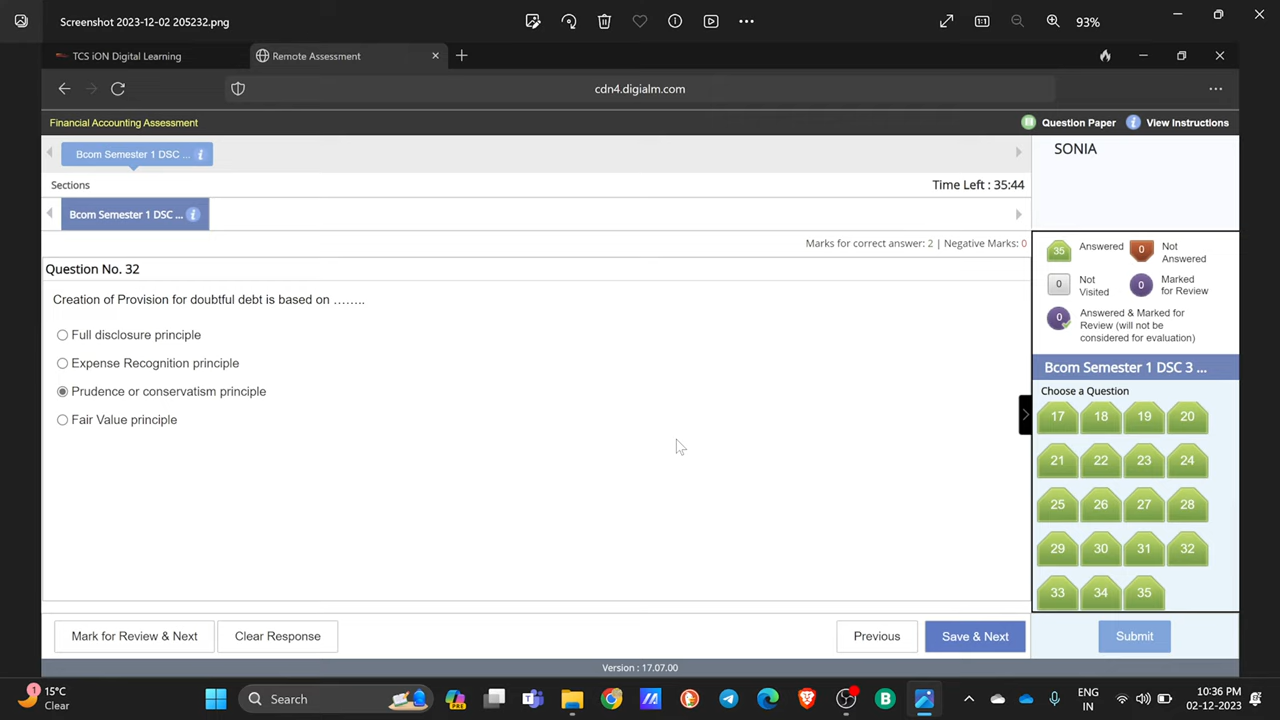 Screenshot 2023-12-02 205232.png
93%
TCS iON Digital Learning
Remote Assessment
cdn4.digialm.com
Financial Accounting Assessment
Question Paper
View Instructions
Bcom Semester 1 DSC ...
SONIA
Sections
Time Left : 35:44
Bcom Semester 1 DSC ...
Marks for correct answer: 2 | Negative Marks: 0
35 Answered
0 Not Answered
0 Not Visited
0 Marked for Review
0 Answered & Marked for Review (will not be considered for evaluation)
Question No. 32
Creation of Provision for doubtful debt is based on ........
Full disclosure principle
Expense Recognition principle
Prudence or conservatism principle
Fair Value principle
Bcom Semester 1 DSC 3 ...
Choose a Question
17 18 19 20
21 22 23 24
25 26 27 28
29 30 31 32
33 34 35
Mark for Review & Next
Clear Response
Previous
Save & Next
Submit
Version : 17.07.00
1
15°C
Clear
Search
ENG
IN
10:36 PM
02-12-2023